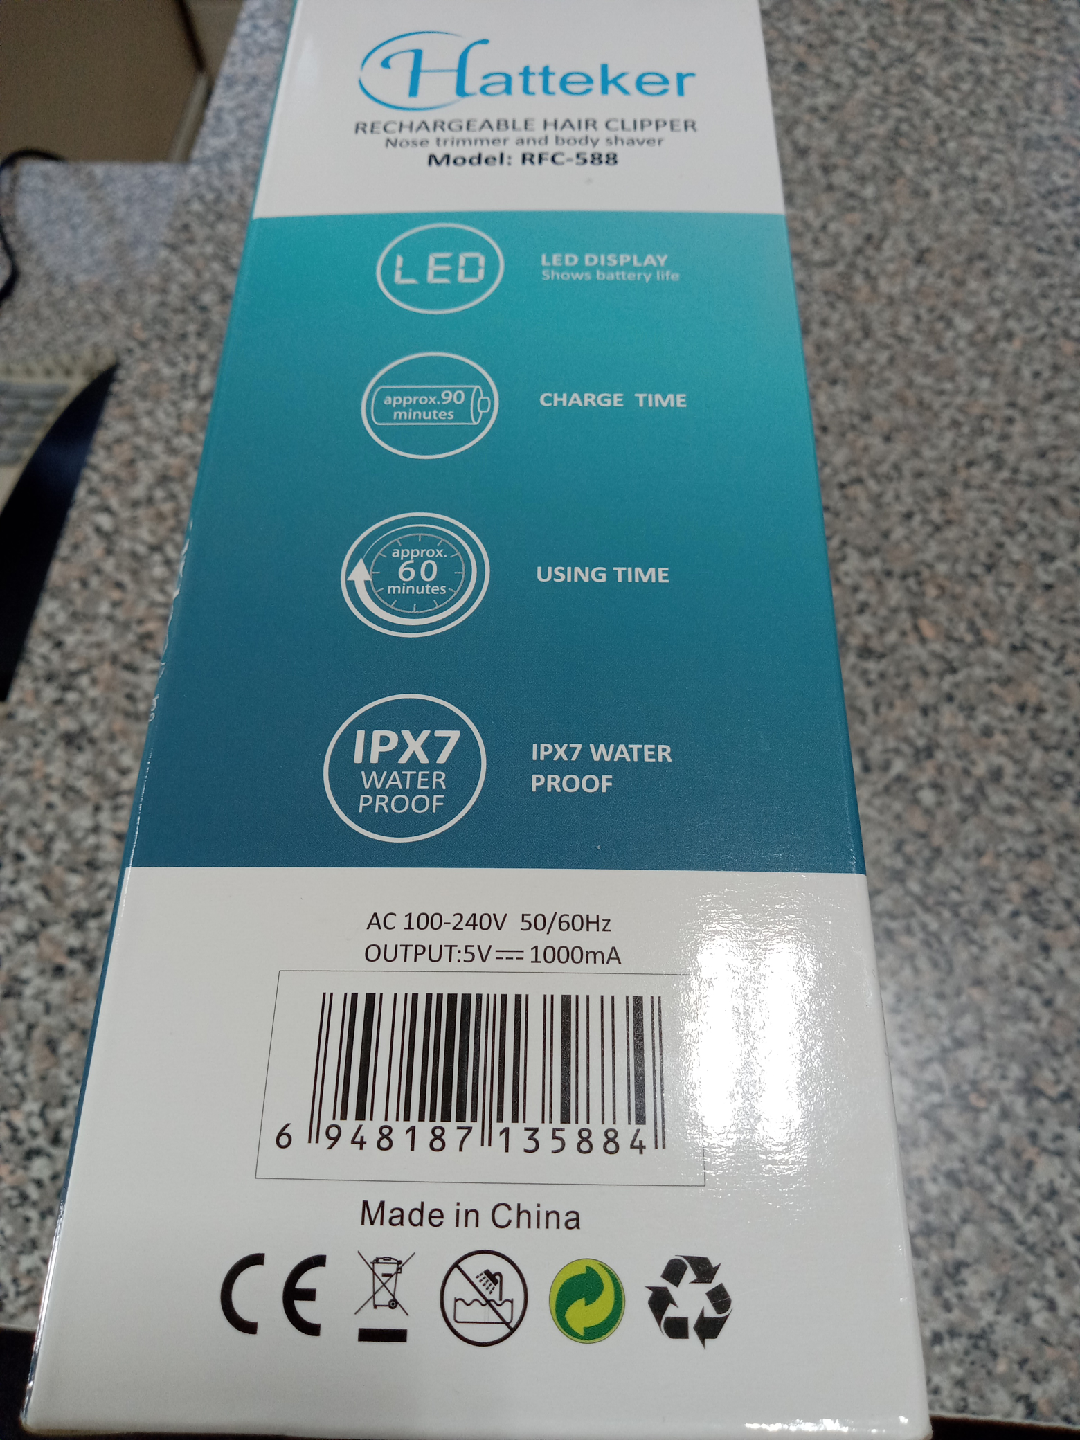 Hatteker
RECHARGEABLE HAIR CLIPPER
Nose trimmer and body shaver
Model: RFC-588
LED
LED DISPLAY
Shows battery life
approx.90
minutes
CHARGE TIME
approx.
60
minutes
USING TIME
IPX7
WATER
PROOF
IPX7 WATER
PROOF
AC 100-240V 50/60Hz
OUTPUT:5V⎓1000mA
6 948187 135884
Made in China
CE